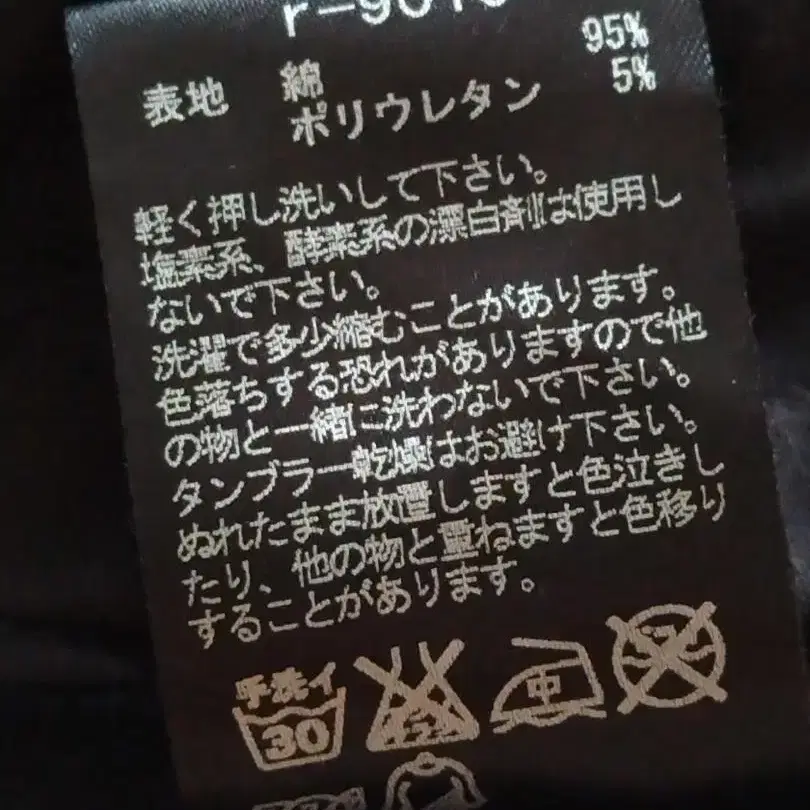 表地 綿 95%
ポリウレタン 5%
軽く押し洗いして下さい。
塩素系、酵素系の漂白剤は使用し
ないで下さい。
洗濯で多少縮むことがあります。
色落ちする恐れがありますので他
の物と一緒に洗わないで下さい。
タンブラー乾燥はお避け下さい。
ぬれたまま放置しますと色泣きし
たり、他の物と重ねますと色移り
することがあります。
手洗イ
30
中